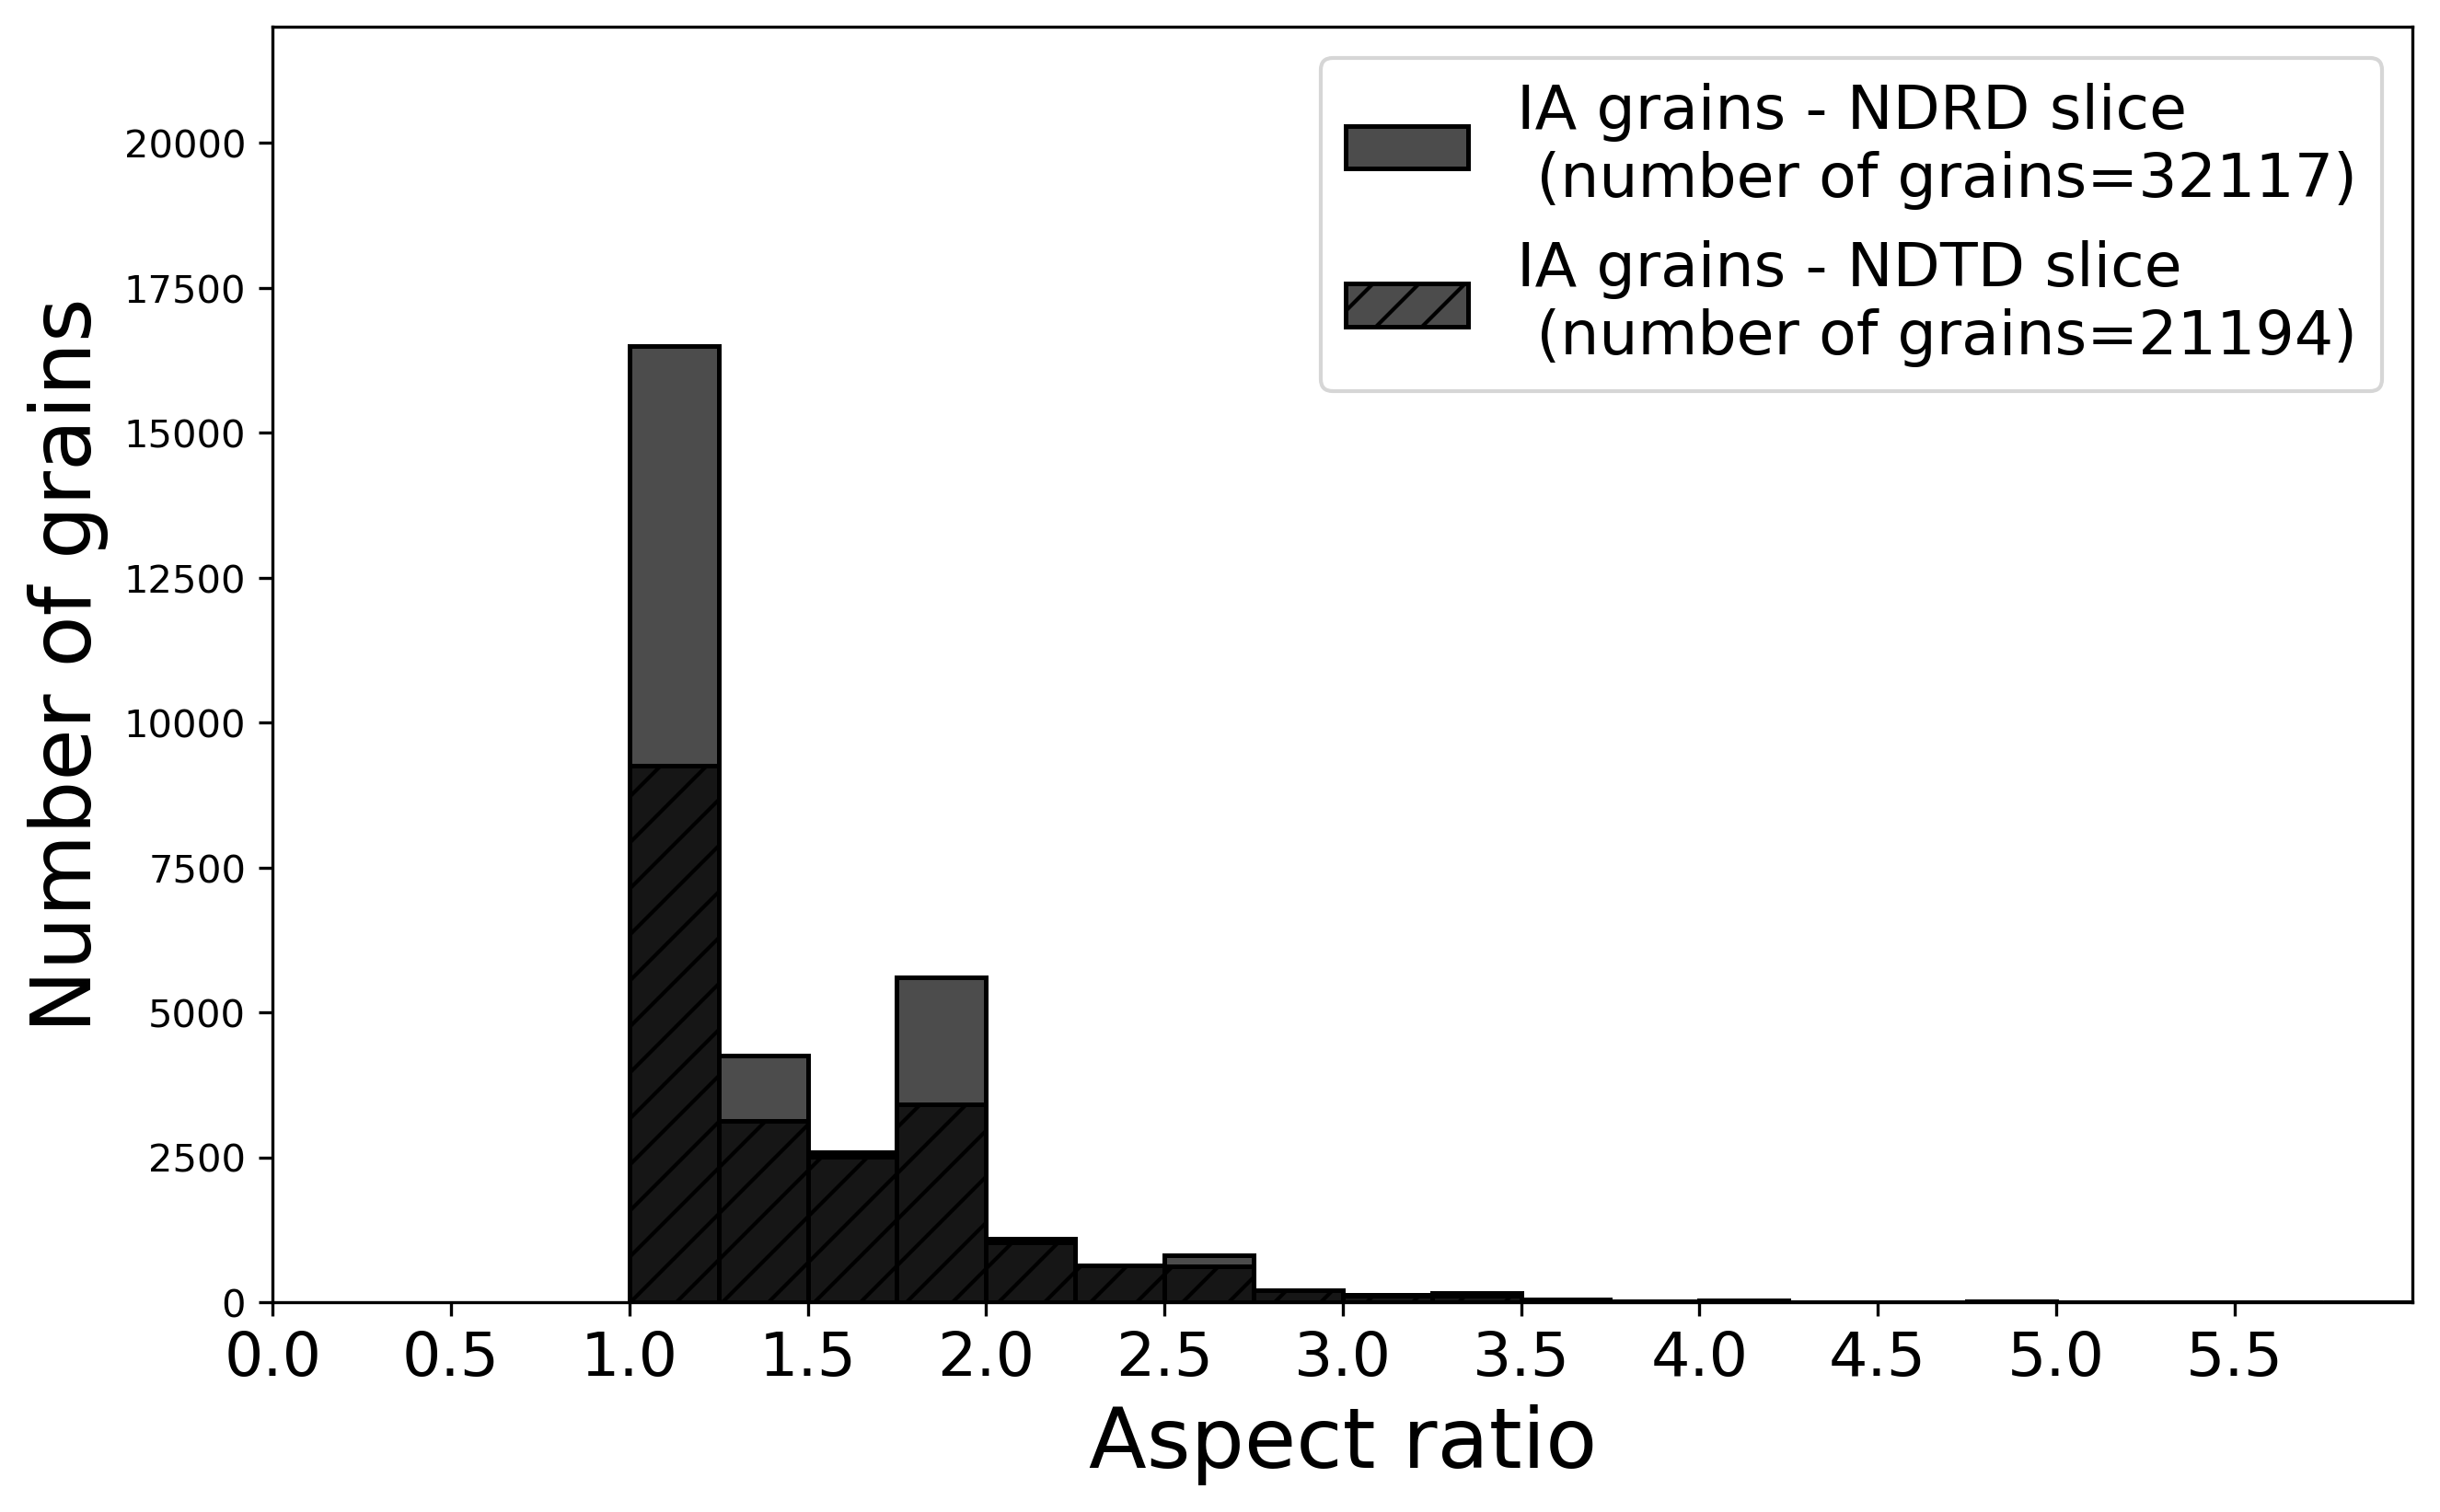 IA grains - NDRD slice
(number of grains=32117)
IA grains - NDTD slice
(number of grains=21194)
Number of grains
20000
17500
15000
12500
10000
7500
5000
2500
0
0.0 0.5 1.0 1.5 2.0 2.5 3.0 3.5 4.0 4.5 5.0 5.5
Aspect ratio